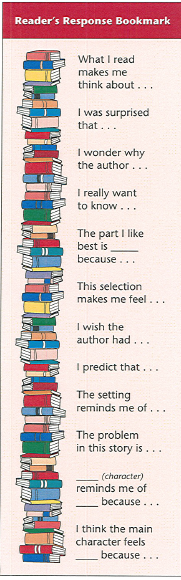 Reader's Response Bookmark
What I read
makes me
think about . . .
I was surprised
that . . .
I wonder why
the author . . .
I really want
to know . . .
The part I like
best is _____
because . . .
This selection
makes me feel . . .
I wish the
author had . . .
I predict that . . .
The setting
reminds me of . . .
The problem
in this story is . . .
____ (character)
reminds me of
____ because . . .
I think the main
character feels
____ because . . .